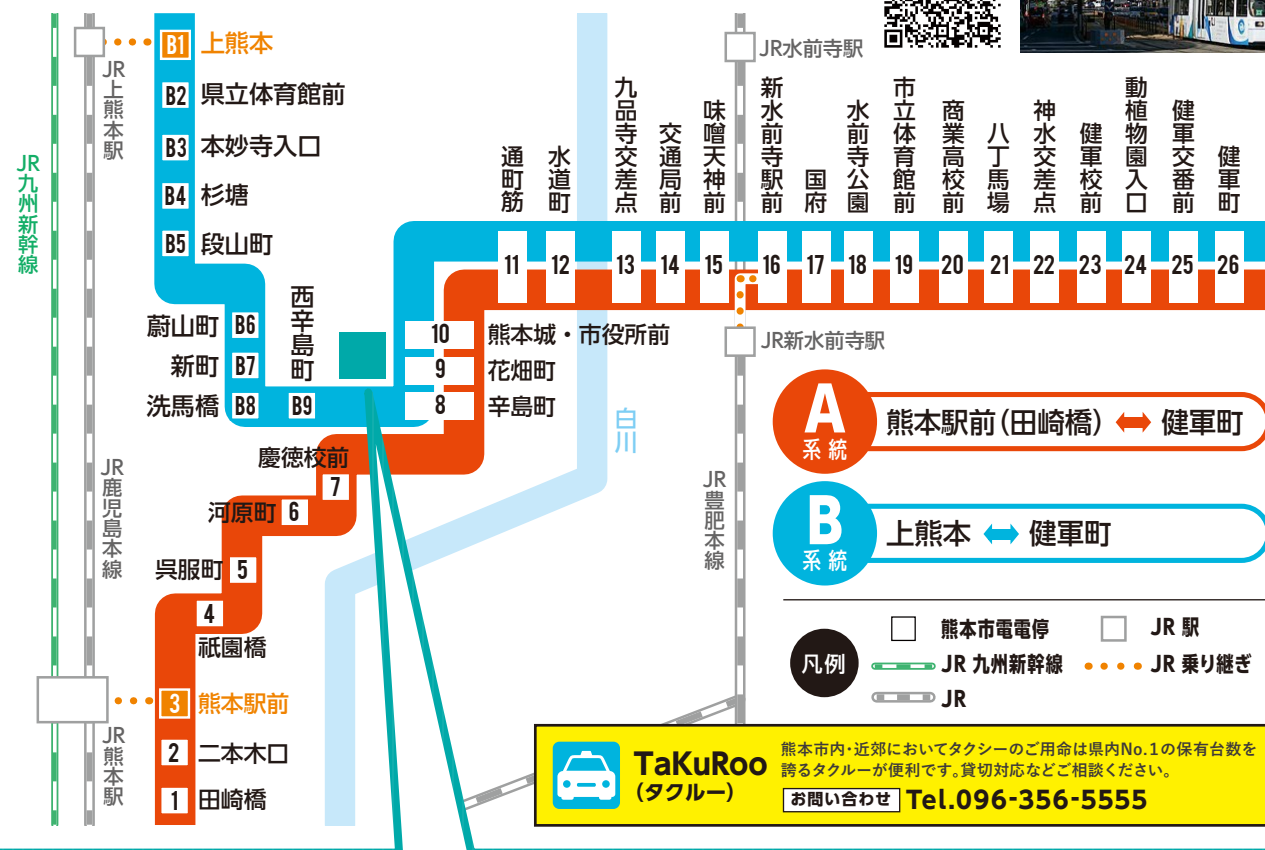 B1 上熊本
B2 県立体育館前
B3 本妙寺入口
B4 杉塘
B5 段山町
蔚山町 B6
新町 B7
洗馬橋 B8
西辛島町
B9
JR上熊本駅
JR九州新幹線
JR鹿児島本線
JR熊本駅
10 熊本城・市役所前
9 花畑町
8 辛島町
慶徳校前
7
河原町 6
呉服町 5
4
祇園橋
3 熊本駅前
2 二本木口
1 田崎橋
通町筋
11
水道町
12
九品寺交差点
13
交通局前
14
味噌天神前
15
新水前寺駅前
16
国府
17
水前寺公園
18
市立体育館前
19
商業高校前
20
八丁馬場
21
神水交差点
22
健軍校前
23
動植物園入口
24
健軍交番前
25
健軍町
26
JR水前寺駅
JR新水前寺駅
白川
JR豊肥本線
A
系統
熊本駅前(田崎橋) 健軍町
B
系統
上熊本 健軍町
凡例
熊本市電電停
JR 駅
JR 九州新幹線
JR 乗り継ぎ
JR
TaKuRoo
(タクルー)
熊本市内・近郊においてタクシーのご用命は県内No.1の保有台数を
誇るタクルーが便利です。貸切対応などご相談ください。
お問い合わせ Tel.096-356-5555